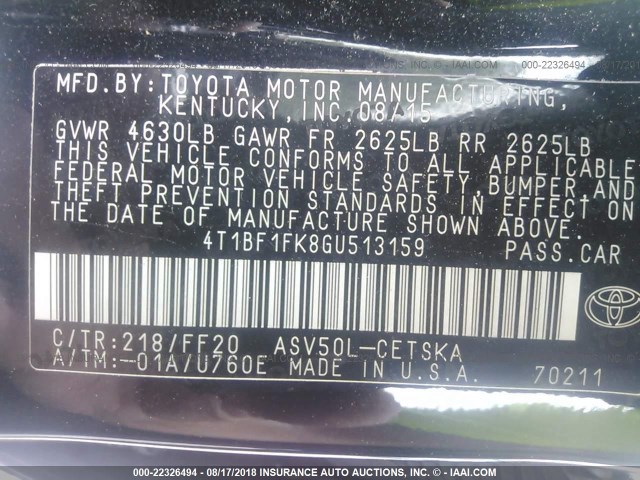 000-22326494
MFD.BY:TOYOTA MOTOR MANUFACTURING,
KENTUCKY, INC. 08/15
GVWR 4630LB GAWR FR 2625LB RR 2625LB
THIS VEHICLE CONFORMS TO ALL APPLICABLE
FEDERAL MOTOR VEHICLE SAFETY,BUMPER,AND
THEFT PREVENTION STANDARDS IN EFFECT ON
THE DATE OF MANUFACTURE SHOWN ABOVE.
4T1BF1FK8GU513159 PASS.CAR
C/TR:218/FF20 ASV50L-CETSKA
A/TM:-01A/U760E MADE IN U.S.A. 70211
TOYOTA
000-22326494 - 08/17/2018 INSURANCE AUTO AUCTIONS INC. (C) - IAAI.COM